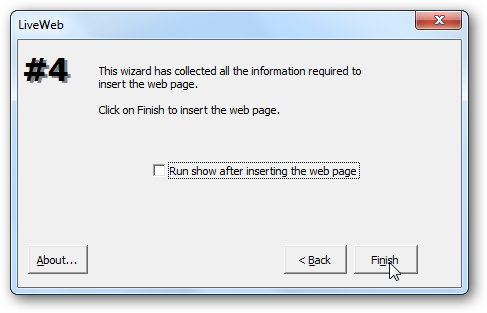 LiveWeb
#4
This wizard has collected all the information required to
insert the web page.
Click on Finish to insert the web page.
Run show after inserting the web page
About...
< Back
Finish